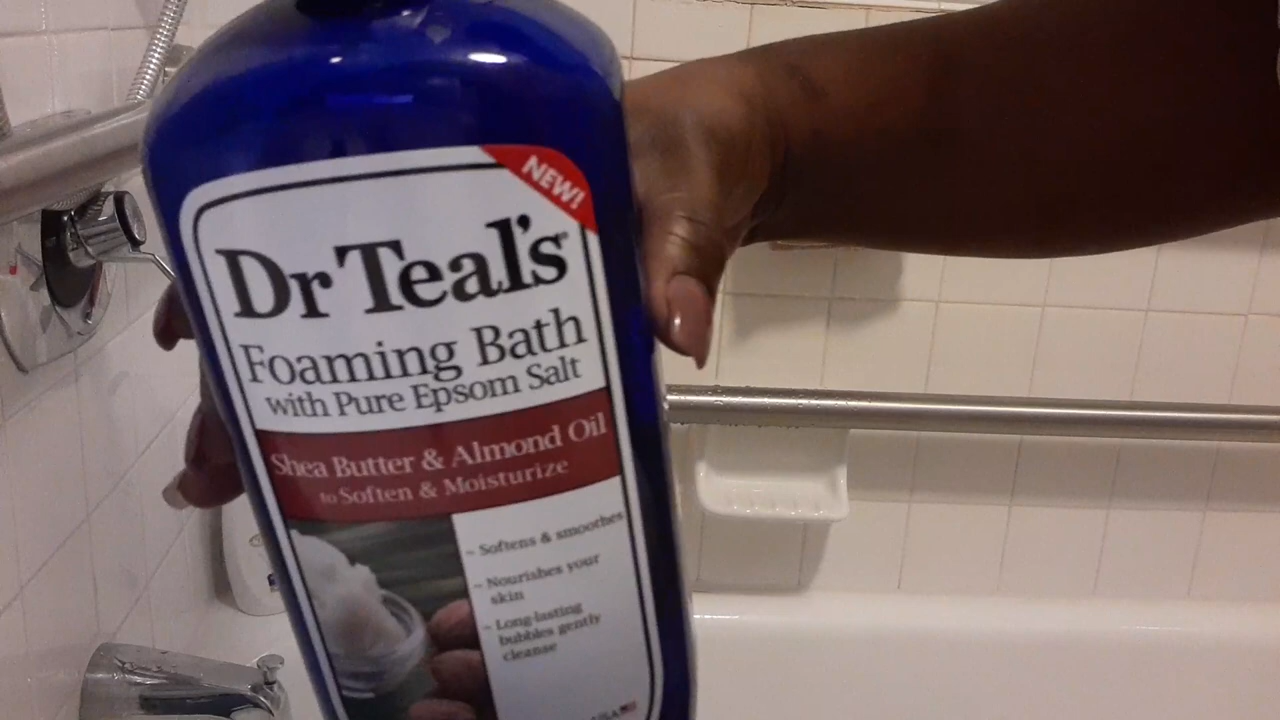 NEW!
Dr Teal's
Foaming Bath
with Pure Epsom Salt
Shea Butter & Almond Oil
to Soften & Moisturize
~ Softens & smoothes
~ Nourishes your
skin
~ Long-lasting
bubbles gently
cleanse
USA